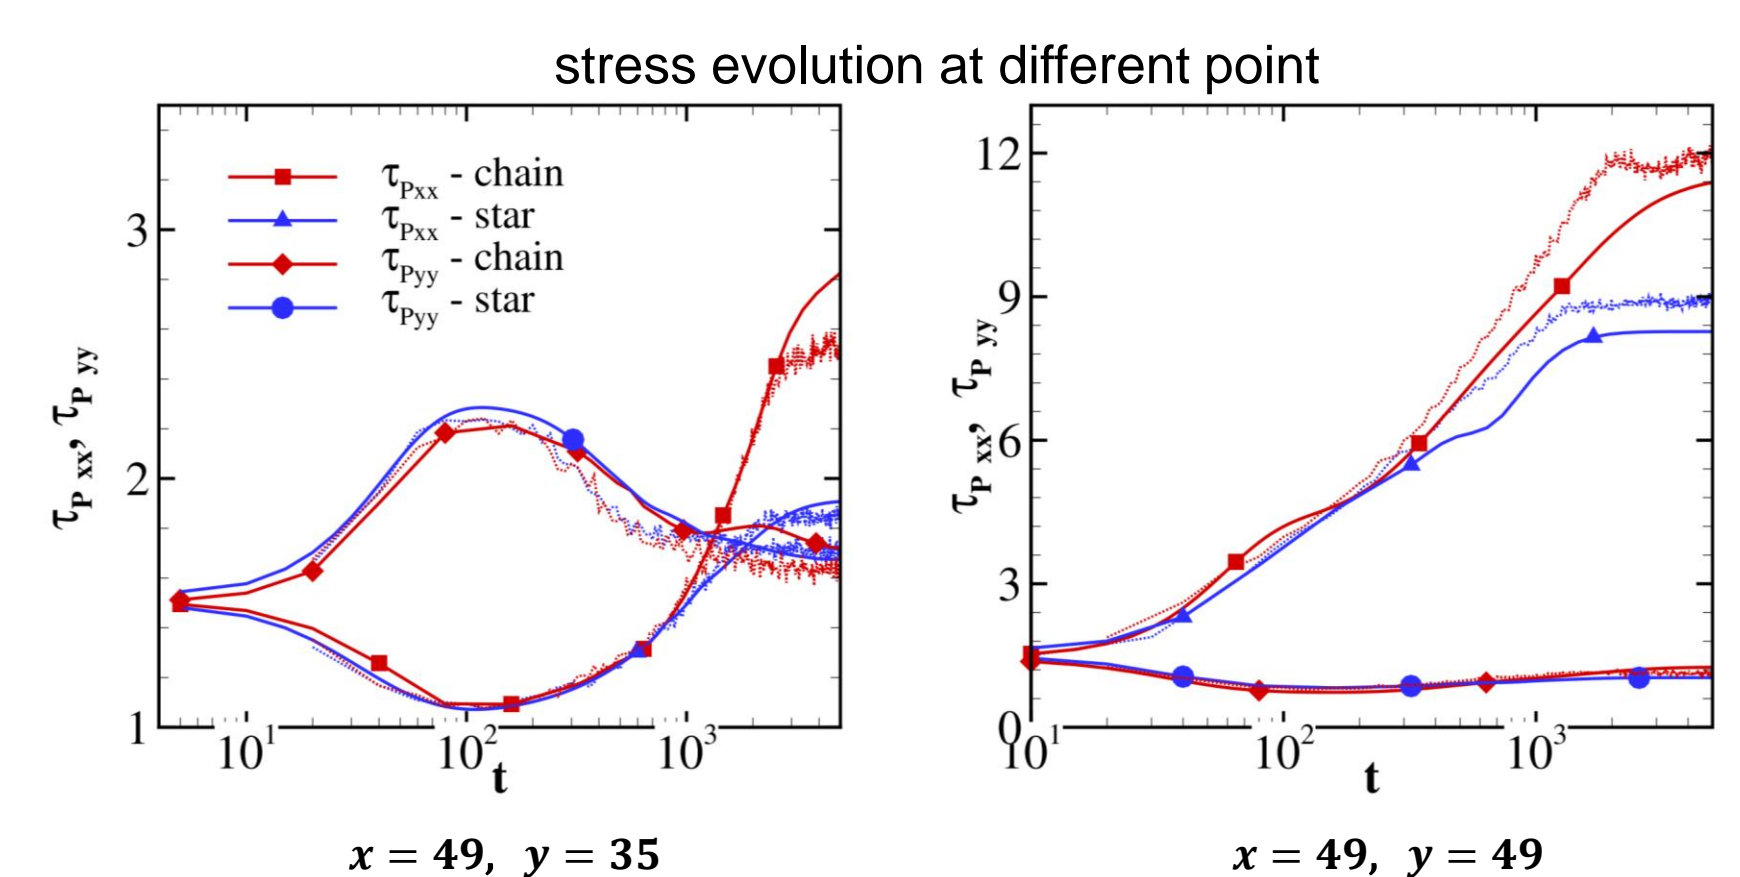 stress evolution at different point
τPxx - chain
τPxx - star
τPyy - chain
τPyy - star
3
2
1
10¹ 10² 10³
t
τP xx, τP yy
x = 49, y = 35
12
9
6
3
0
10¹ 10² 10³
t
τP xx, τP yy
x = 49, y = 49